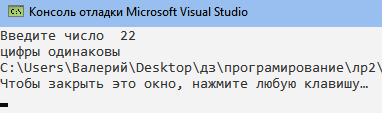 Консоль отладки Microsoft Visual Studio
Введите число  22
цифры одинаковы
C:\Users\Валерий\Desktop\дз\програмирование\лр2\
Чтобы закрыть это окно, нажмите любую клавишу…